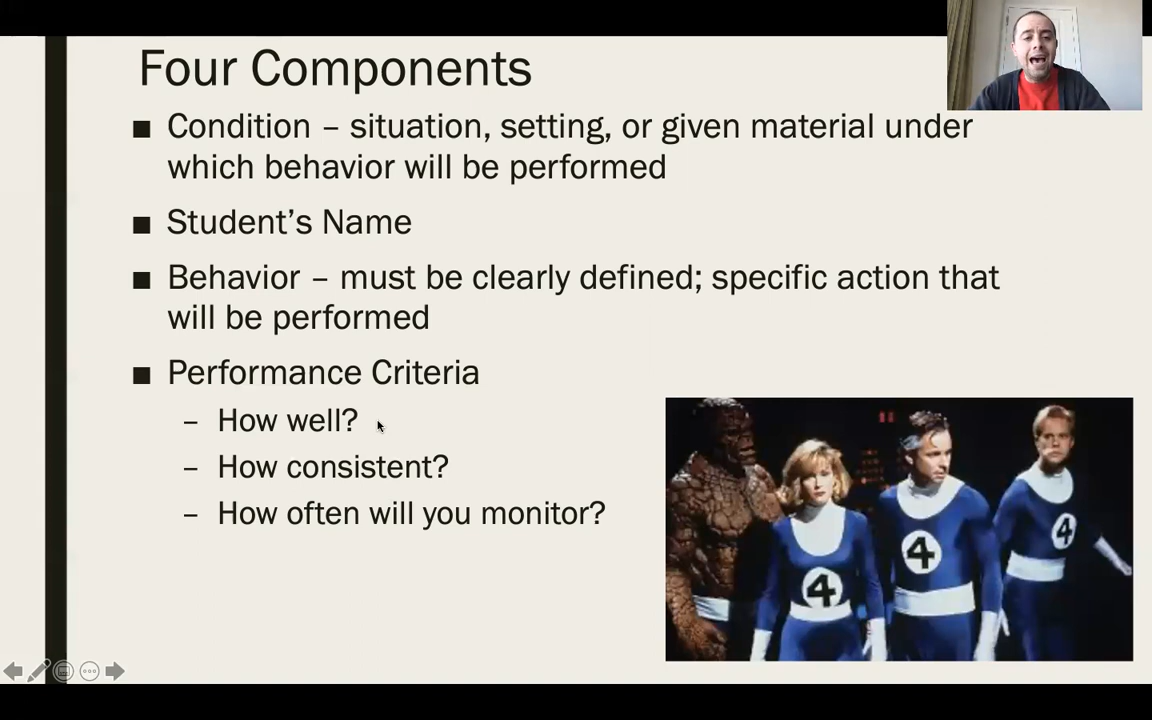 Four Components
■ Condition – situation, setting, or given material under
which behavior will be performed
■ Student’s Name
■ Behavior – must be clearly defined; specific action that
will be performed
■ Performance Criteria
– How well?
– How consistent?
– How often will you monitor?
4
4
4